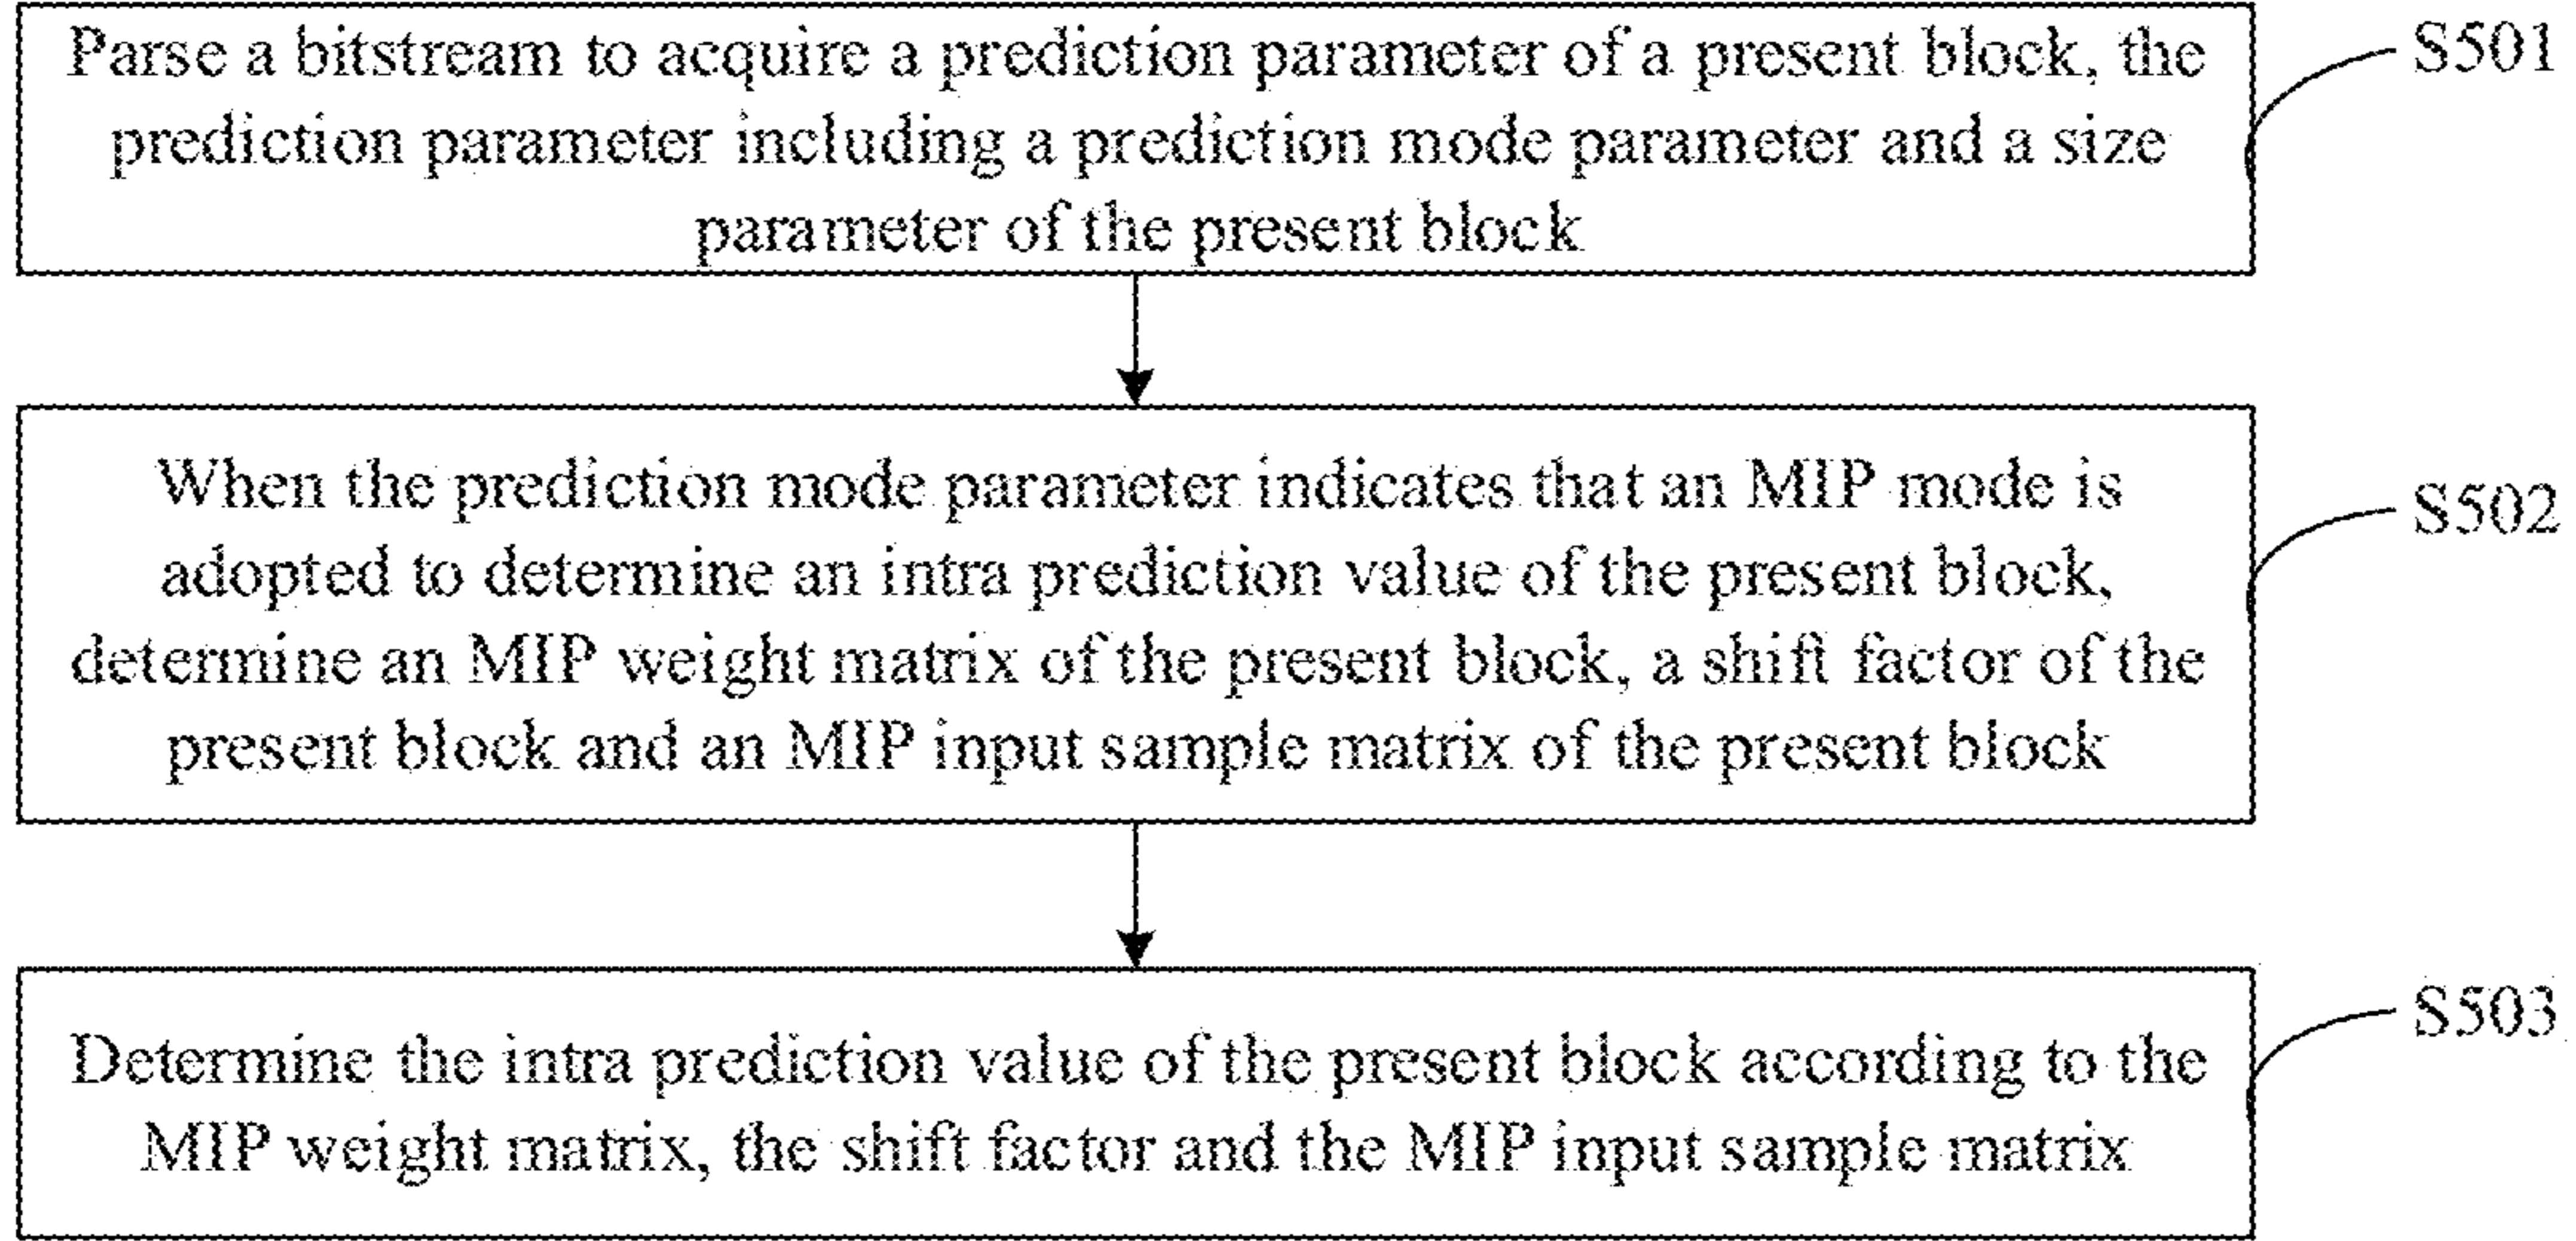 Parse a bitstream to acquire a prediction parameter of a present block, the
prediction parameter including a prediction mode parameter and a size
parameter of the present block
S501
When the prediction mode parameter indicates that an MIP mode is
adopted to determine an intra prediction value of the present block,
determine an MIP weight matrix of the present block, a shift factor of the
present block and an MIP input sample matrix of the present block
S502
Determine the intra prediction value of the present block according to the
MIP weight matrix, the shift factor and the MIP input sample matrix
S503